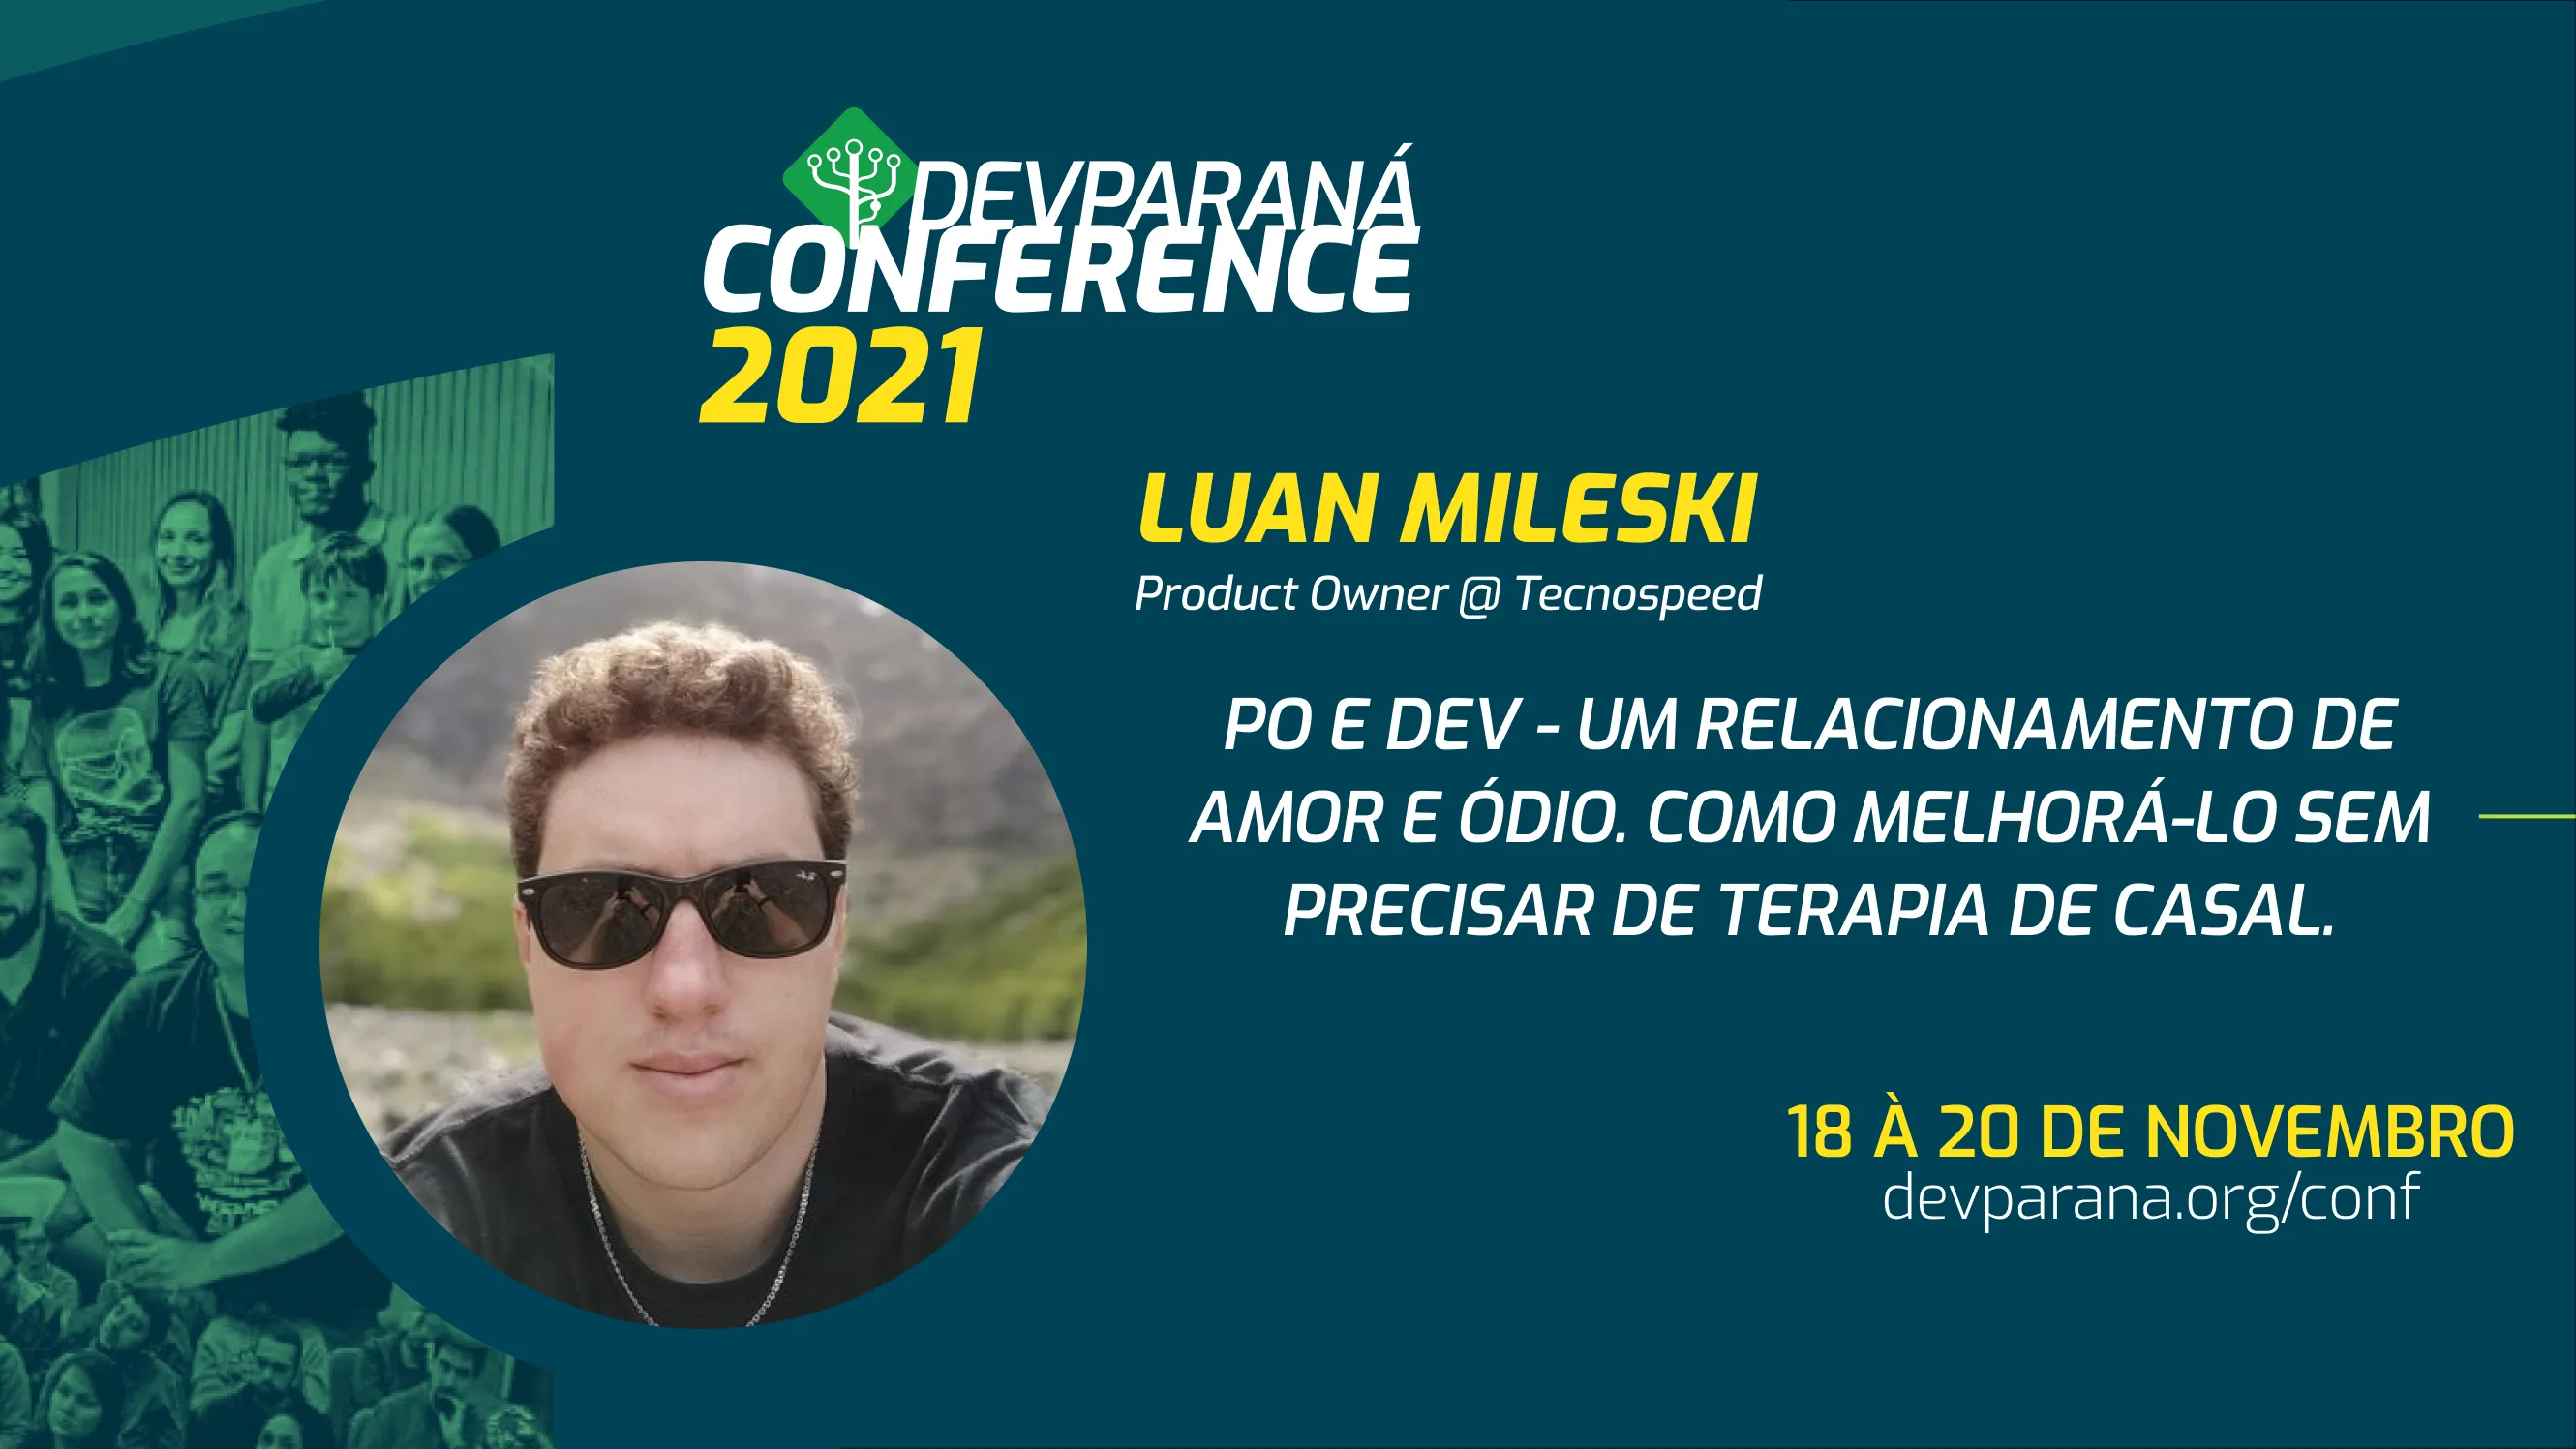 DEVPARANÁ
CONFERENCE
2021
LUAN MILESKI
Product Owner @ Tecnospeed
PO E DEV - UM RELACIONAMENTO DE
AMOR E ÓDIO. COMO MELHORÁ-LO SEM
PRECISAR DE TERAPIA DE CASAL.
18 À 20 DE NOVEMBRO
devparana.org/conf